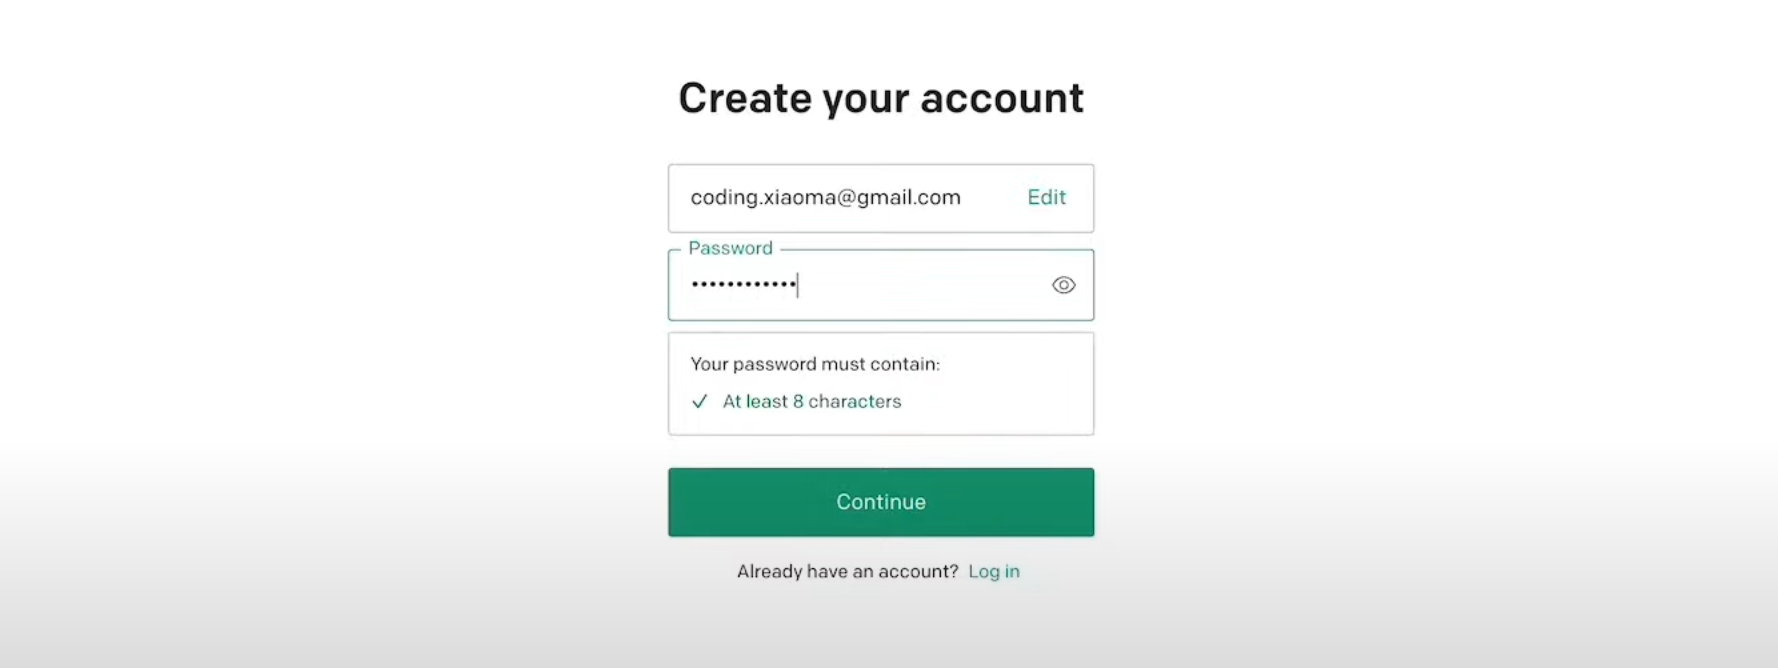 Create your account
coding.xiaoma@gmail.com Edit
Password
••••••••••••
Your password must contain:
At least 8 characters
Continue
Already have an account? Log in